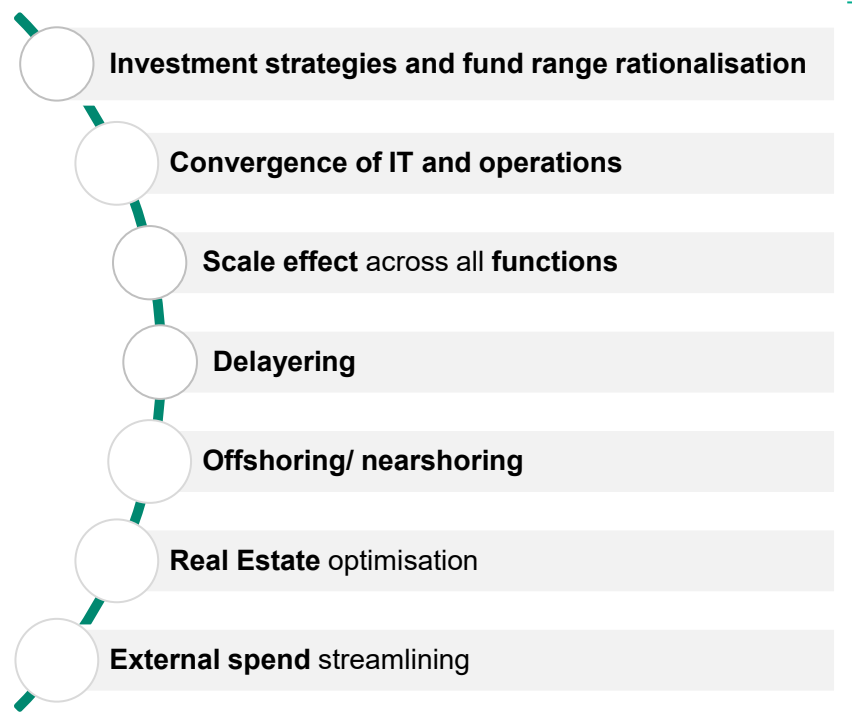 Investment strategies and fund range rationalisation
Convergence of IT and operations
Scale effect across all functions
Delayering
Offshoring/ nearshoring
Real Estate optimisation
External spend streamlining